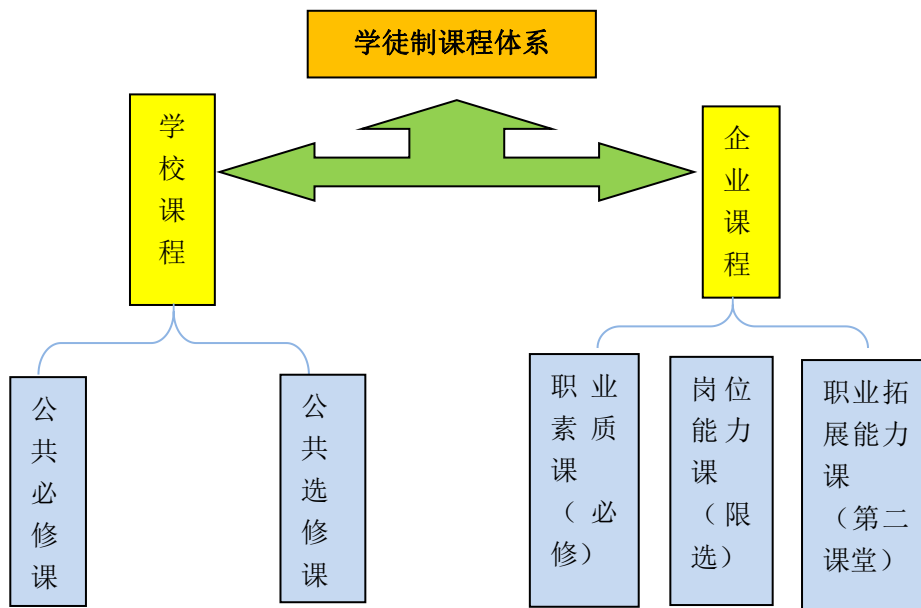 学徒制课程体系
学校课程
企业课程
公共必修课
公共选修课
职业
素质
课
（必
修）
岗位
能力
课
（限
选）
职业拓
展能力
课
（第二
课堂）